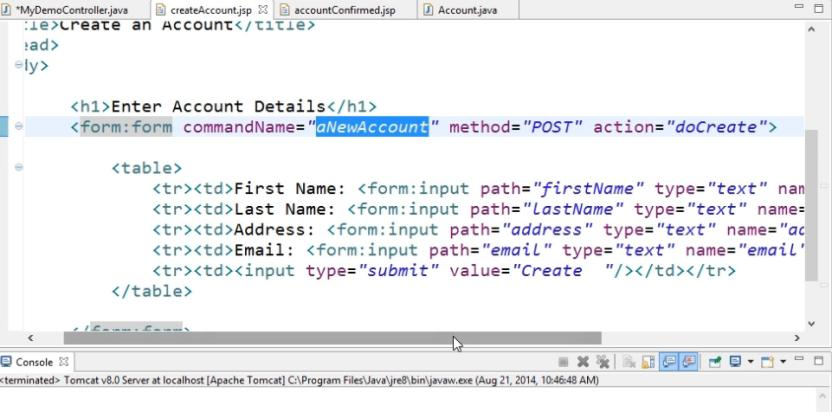 *MyDemoController.java createAccount.jsp accountConfirmed.jsp Account.java
Create an Account</title>
ead>
ly>
<h1>Enter Account Details</h1>
<form:form commandName="aNewAccount" method="POST" action="doCreate">
<table>
<tr><td>First Name: <form:input path="firstName" type="text" nam
<tr><td>Last Name: <form:input path="lastName" type="text" name=
<tr><td>Address: <form:input path="address" type="text" name="ad
<tr><td>Email: <form:input path="email" type="text" name="email"
<tr><td><input type="submit" value="Create  "/></td></tr>
</table>
</form:form>
Console
<terminated> Tomcat v8.0 Server at localhost [Apache Tomcat] C:\Program Files\Java\jre8\bin\javaw.exe (Aug 21, 2014, 10:46:48 AM)